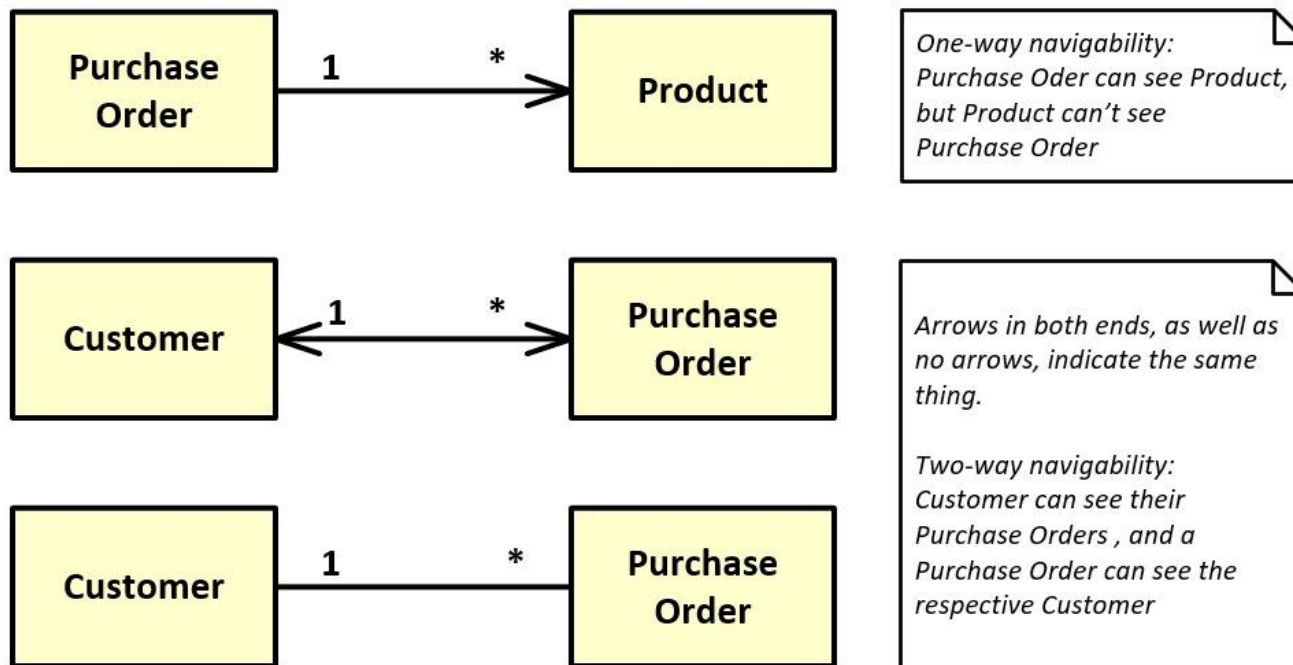 Purchase
Order
1
*
Product
One-way navigability:
Purchase Oder can see Product,
but Product can’t see
Purchase Order
Customer
1
*
Purchase
Order
Arrows in both ends, as well as
no arrows, indicate the same
thing.
Two-way navigability:
Customer can see their
Purchase Orders , and a
Purchase Order can see the
respective Customer
Customer
1
*
Purchase
Order